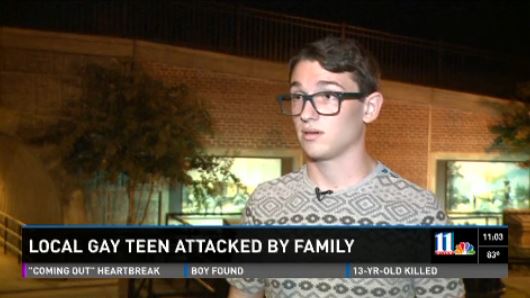 LOCAL GAY TEEN ATTACKED BY FAMILY
11
11:03
83°
"COMING OUT" HEARTBREAK
BOY FOUND
13-YR-OLD KILLED